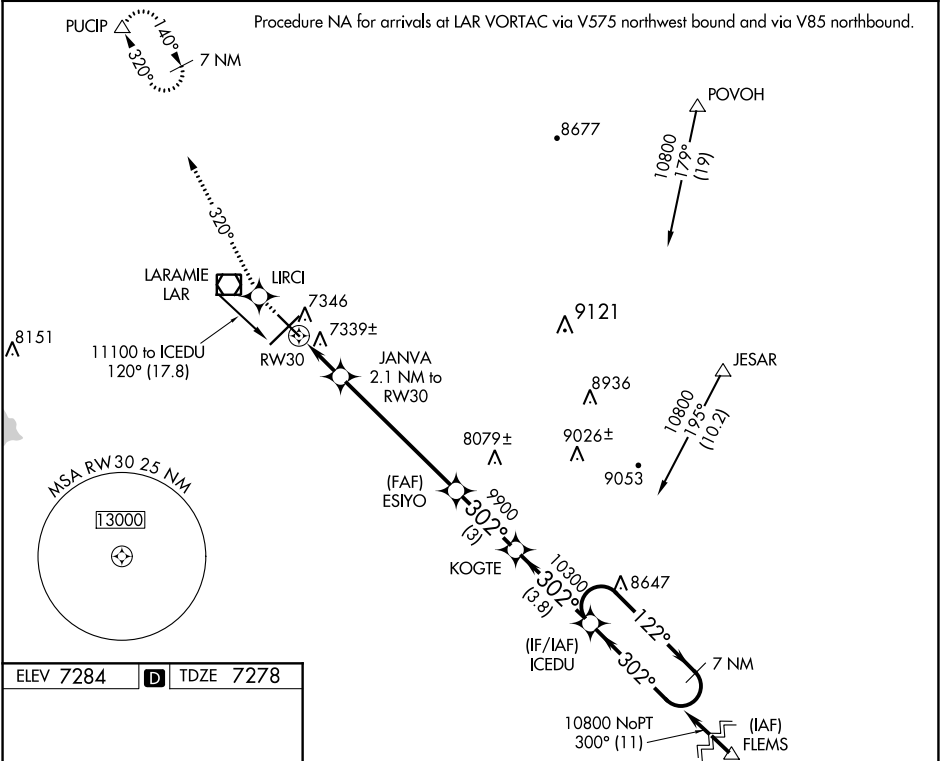 Procedure NA for arrivals at LAR VORTAC via V575 northwest bound and via V85 northbound.
PUCIP
140°
320°
7 NM
POVOH
8677
10800
179°
(19)
320°
LARAMIE
LAR
LIRCI
7346
7339±
9121
8151
11100 to ICEDU
120° (17.8)
RW30
JANVA
2.1 NM to
RW30
JESAR
8936
10800
195°
(10.2)
8079±
9026±
9053
MSA RW30 25 NM
13000
(FAF)
ESIYO
9900
302°
(3)
KOGTE
10300
302°
(3.8)
8647
122°
(IF/IAF)
ICEDU
302°
7 NM
ELEV 7284
D
TDZE 7278
10800 NoPT
300° (11)
(IAF)
FLEMS